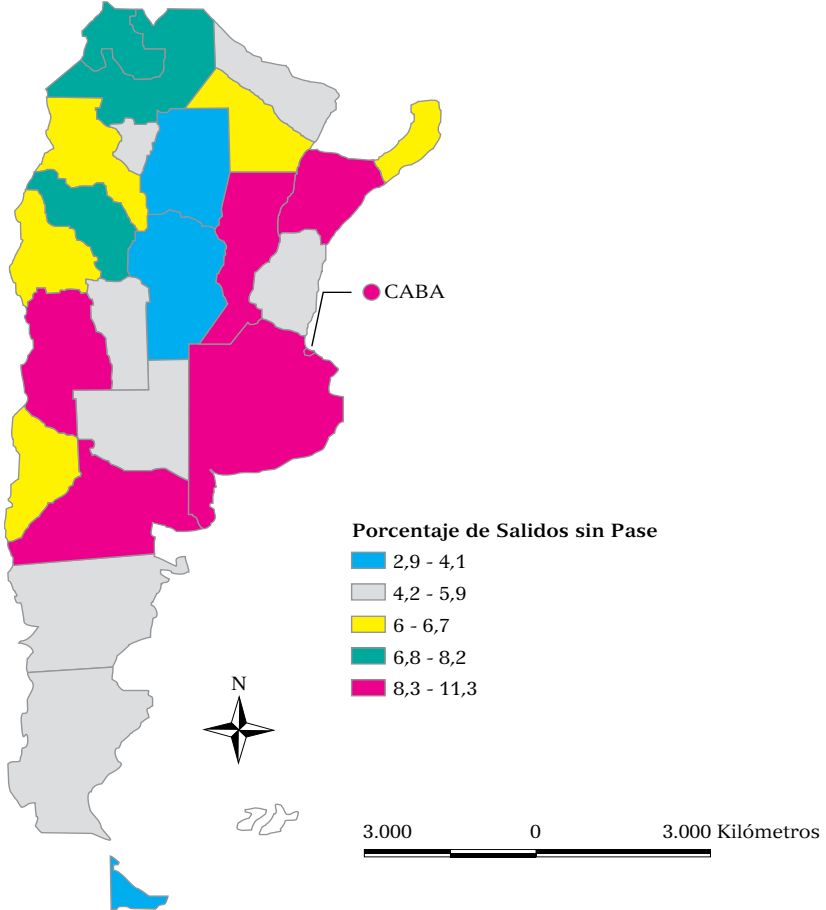 CABA
Porcentaje de Salidos sin Pase
2,9 - 4,1
4,2 - 5,9
6 - 6,7
6,8 - 8,2
8,3 - 11,3
N
3.000 0 3.000 Kilómetros